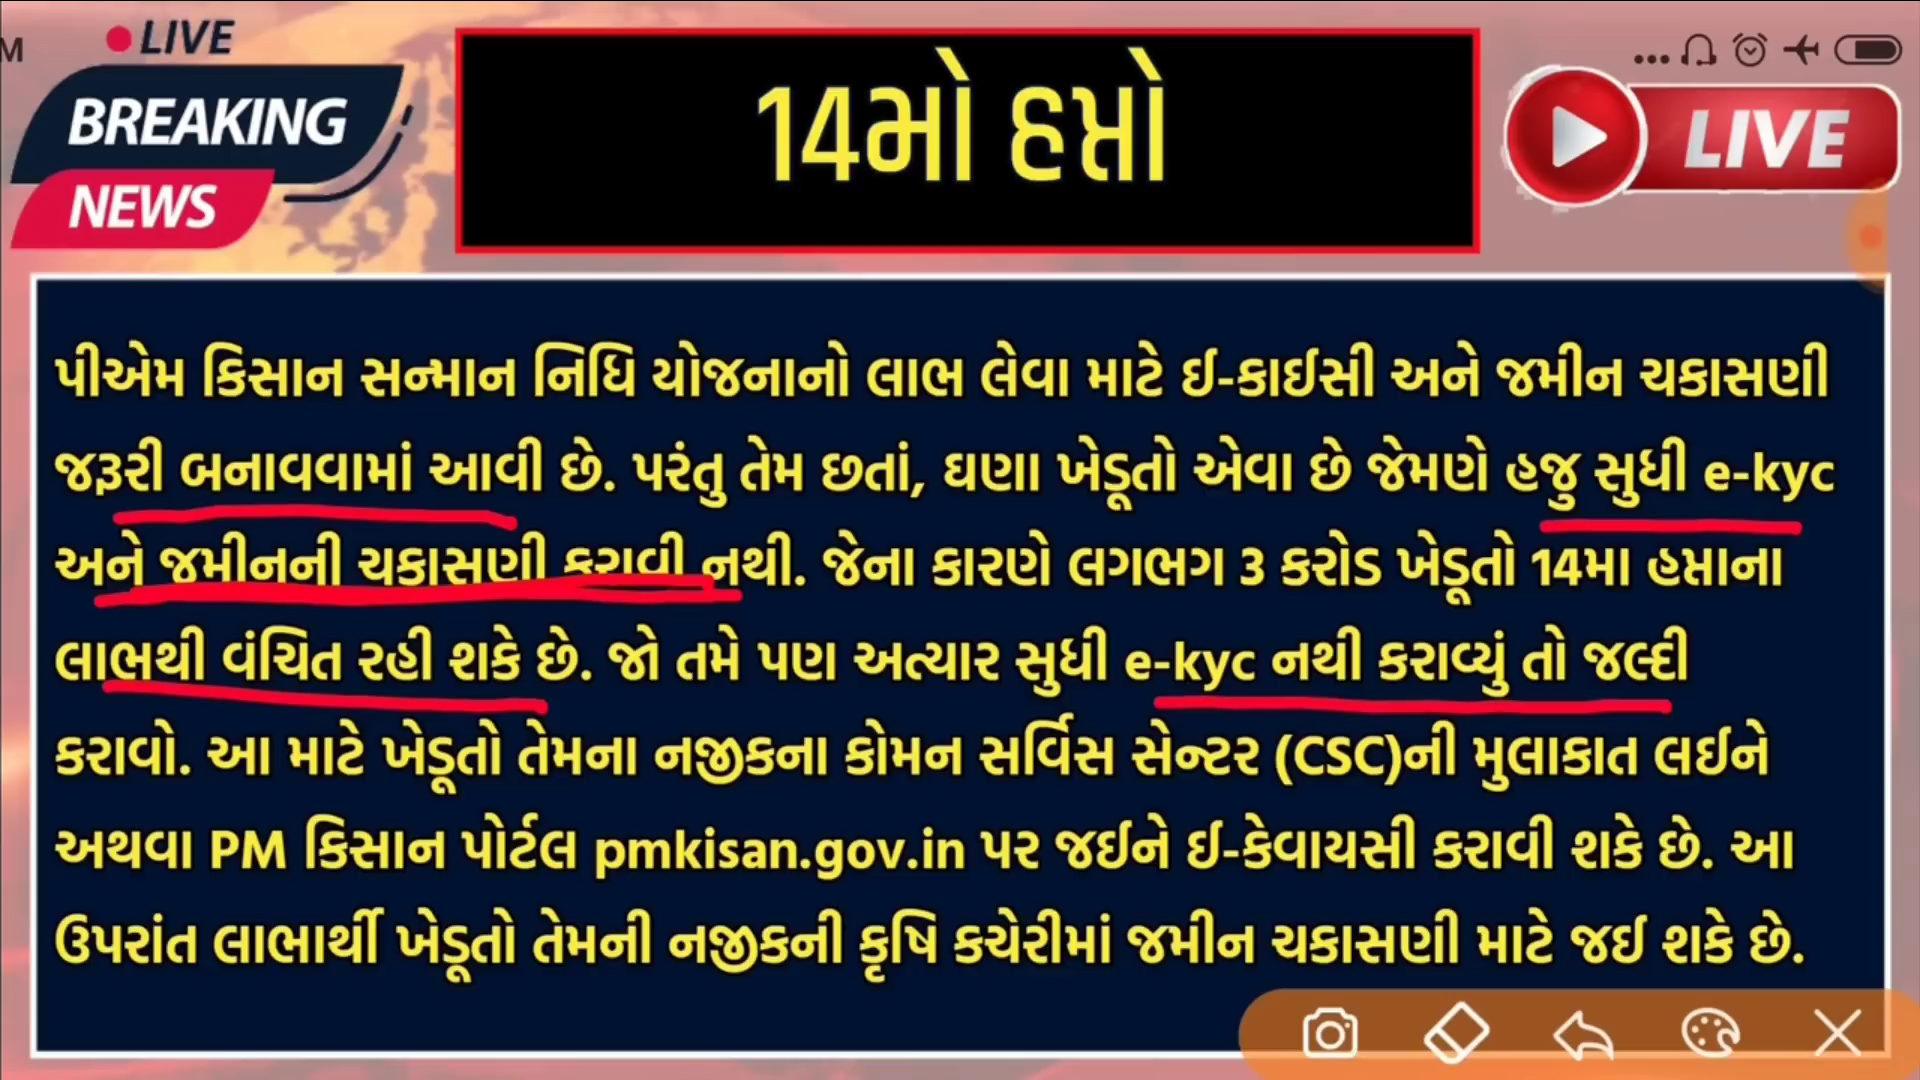 M
LIVE
BREAKING
NEWS
14મો હપ્તો
LIVE
પીએમ કિસાન સન્માન નિધિ યોજનાનો લાભ લેવા માટે ઈ-કાઈસી અને જમીન ચકાસણી
જરૂરી બનાવવામાં આવી છે. પરંતુ તેમ છતાં, ઘણા ખેડૂતો એવા છે જેમણે હજુ સુધી e-kyc
અને જમીનની ચકાસણી કરાવી નથી. જેના કારણે લગભગ 3 કરોડ ખેડૂતો 14મા હપ્તાના
લાભથી વંચિત રહી શકે છે. જો તમે પણ અત્યાર સુધી e-kyc નથી કરાવ્યું તો જલ્દી
કરાવો. આ માટે ખેડૂતો તેમના નજીકના કોમન સર્વિસ સેન્ટર (CSC)ની મુલાકાત લઈને
અથવા PM કિસાન પોર્ટલ pmkisan.gov.in પર જઈને ઈ-કેવાયસી કરાવી શકે છે. આ
ઉપરાંત લાભાર્થી ખેડૂતો તેમની નજીકની કૃષિ કચેરીમાં જમીન ચકાસણી માટે જઈ શકે છે.